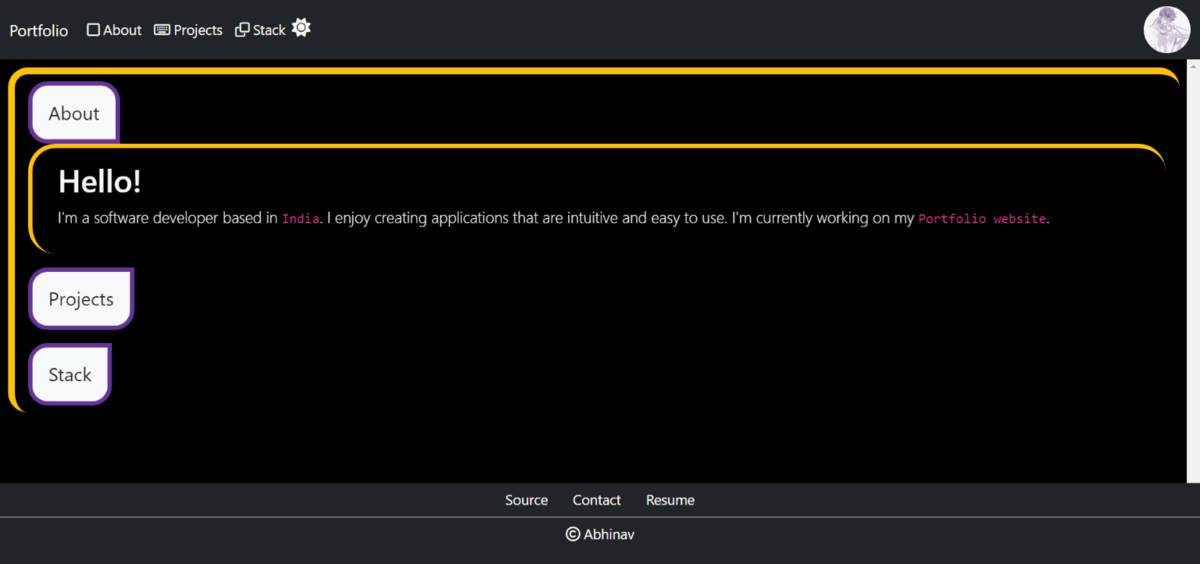 Portfolio About Projects Stack
About
Hello!
I'm a software developer based in India. I enjoy creating applications that are intuitive and easy to use. I'm currently working on my Portfolio website.
Projects
Stack
Source Contact Resume
© Abhinav